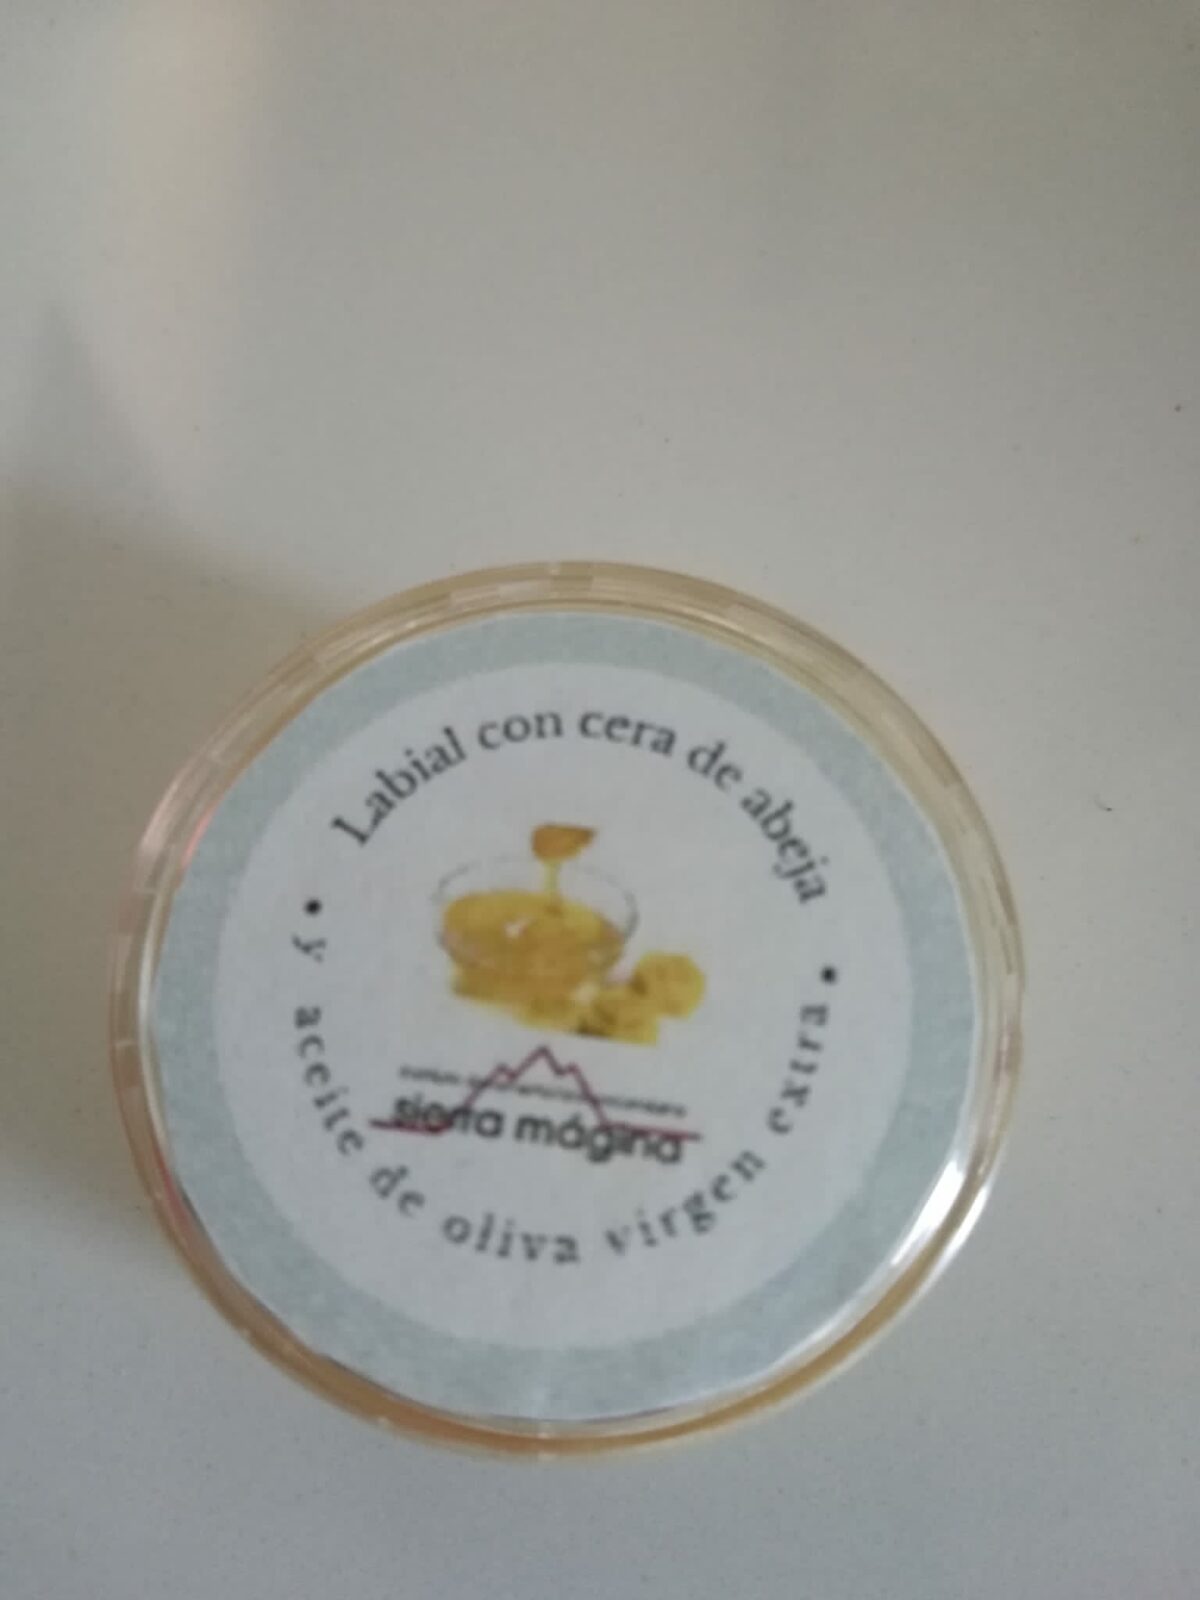 Labial con cera de abeja
• y aceite de oliva virgen extra •
sierra mágina